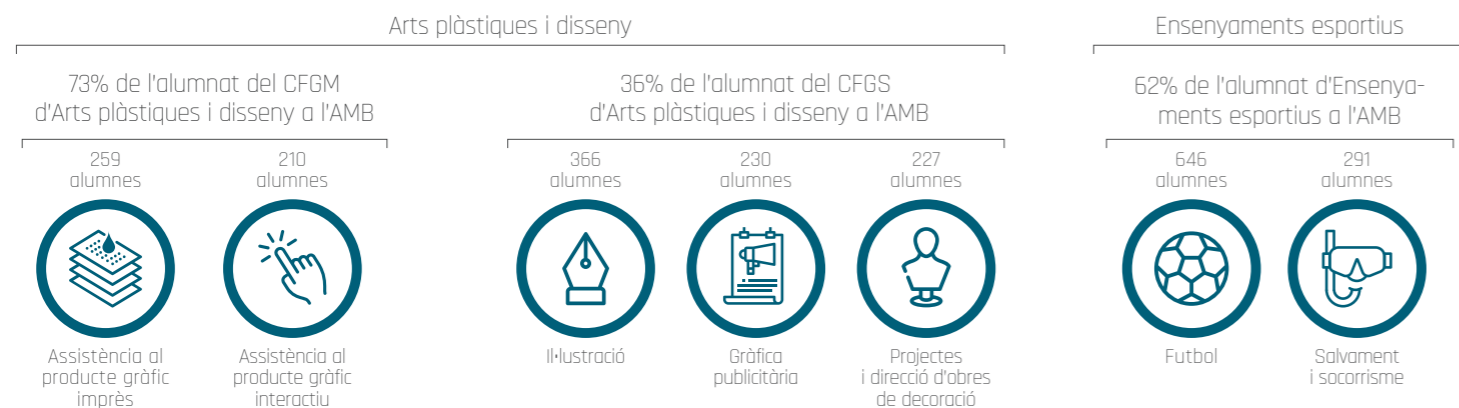 Arts plàstiques i disseny
73% de l'alumnat del CFGM
d'Arts plàstiques i disseny a l'AMB
259
alumnes
Assistència al
producte gràfic
imprès
210
alumnes
Assistència al
producte gràfic
interactiu
36% de l'alumnat del CFGS
d'Arts plàstiques i disseny a l'AMB
366
alumnes
Il•lustració
230
alumnes
Gràfica
publicitària
227
alumnes
Projectes
i direcció d'obres
de decoració
Ensenyaments esportius
62% de l'alumnat d'Ensenya-
ments esportius a l'AMB
646
alumnes
Futbol
291
alumnes
Salvament
i socorrisme